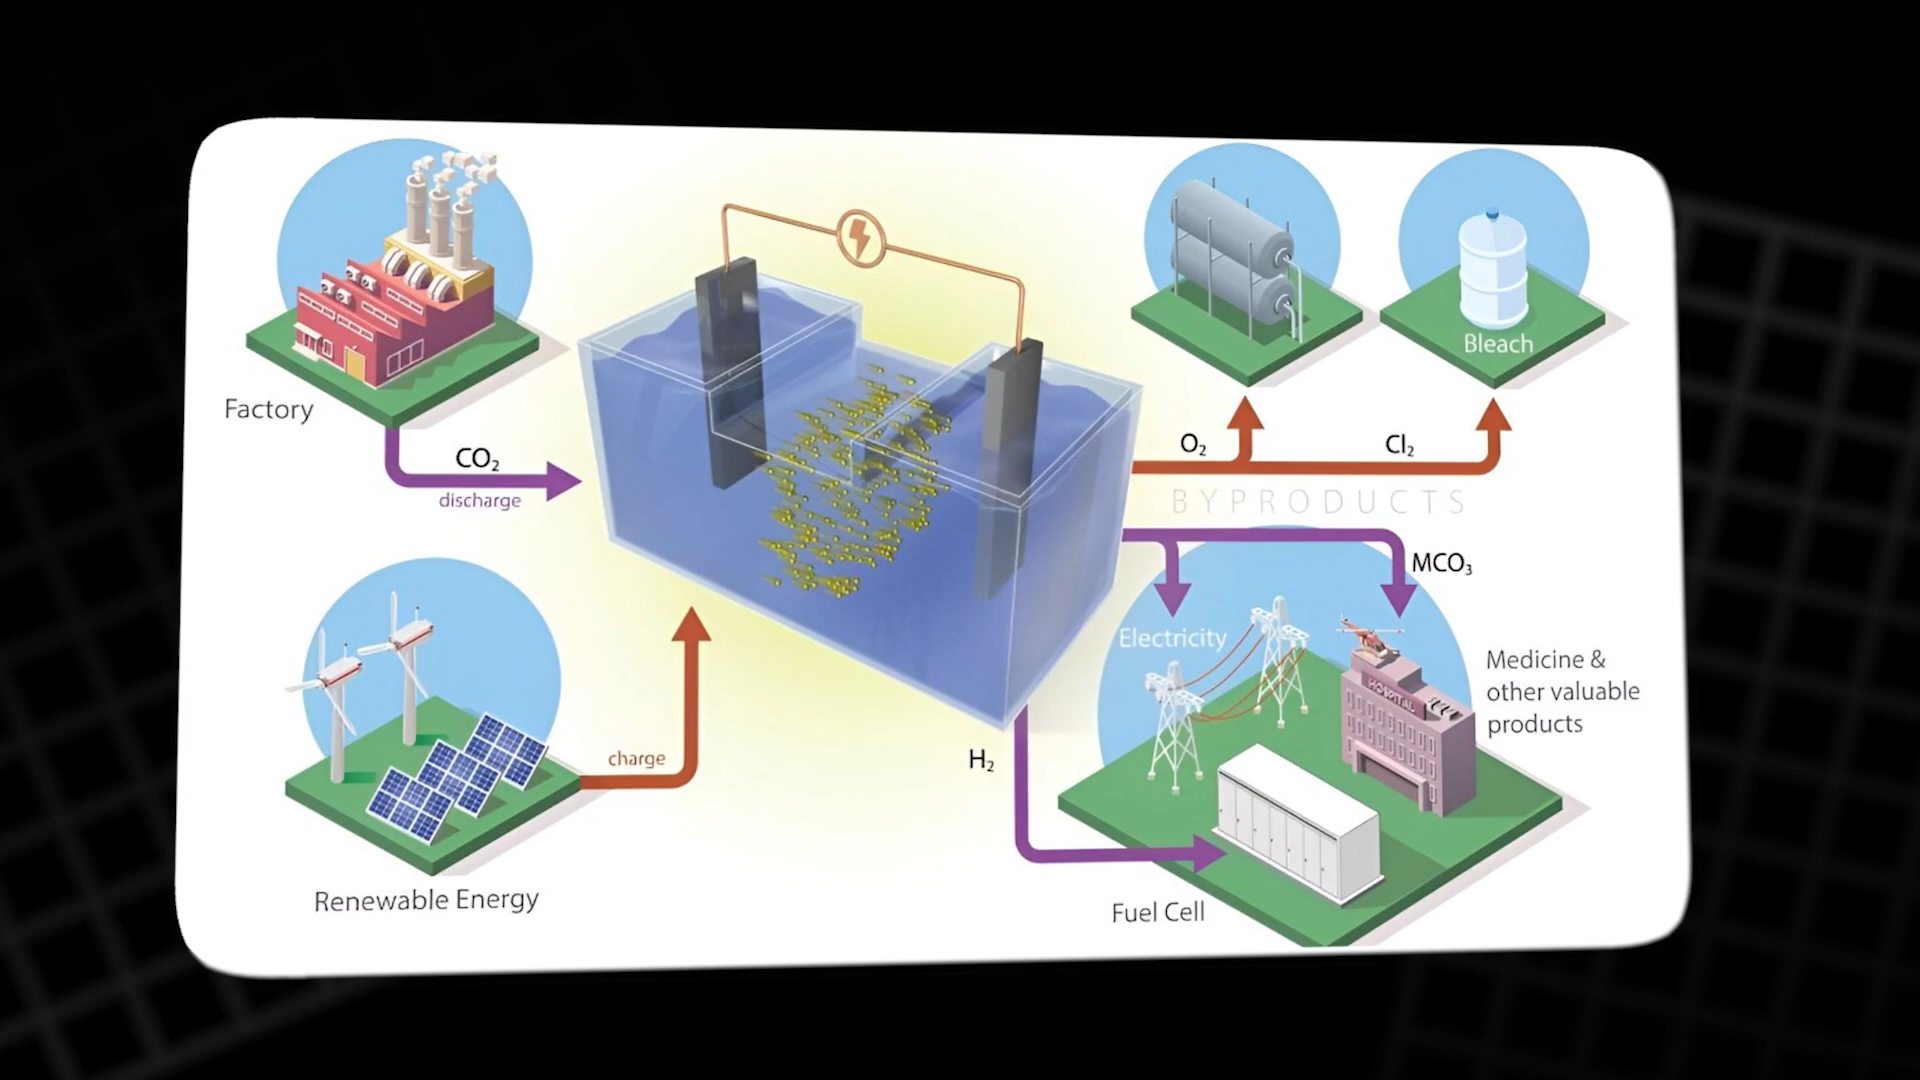 Factory
CO₂
discharge
Renewable Energy
charge
O₂
Cl₂
Bleach
BYPRODUCTS
MCO₃
Electricity
HOSPITAL
Medicine &
other valuable
products
H₂
Fuel Cell